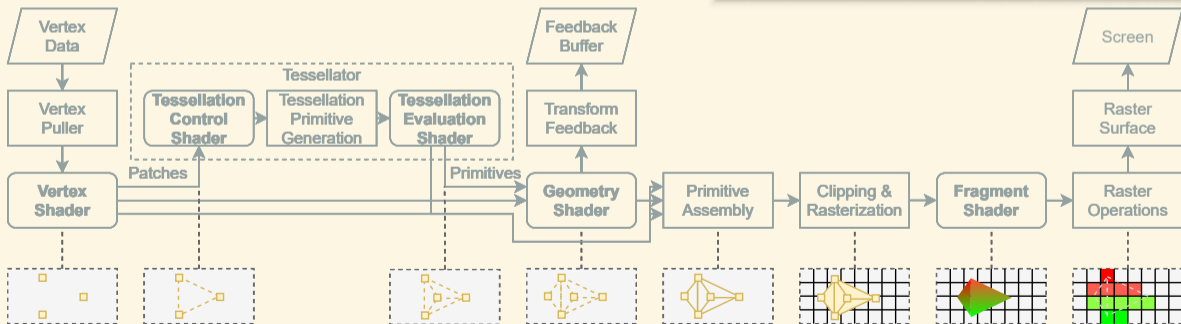 Vertex
Data
Feedback
Buffer
Screen
Tessellator
Vertex
Puller
Tessellation
Control
Shader
Tessellation
Primitive
Generation
Tessellation
Evaluation
Shader
Transform
Feedback
Raster
Surface
Patches
Primitives
Vertex
Shader
Geometry
Shader
Primitive
Assembly
Clipping &
Rasterization
Fragment
Shader
Raster
Operations